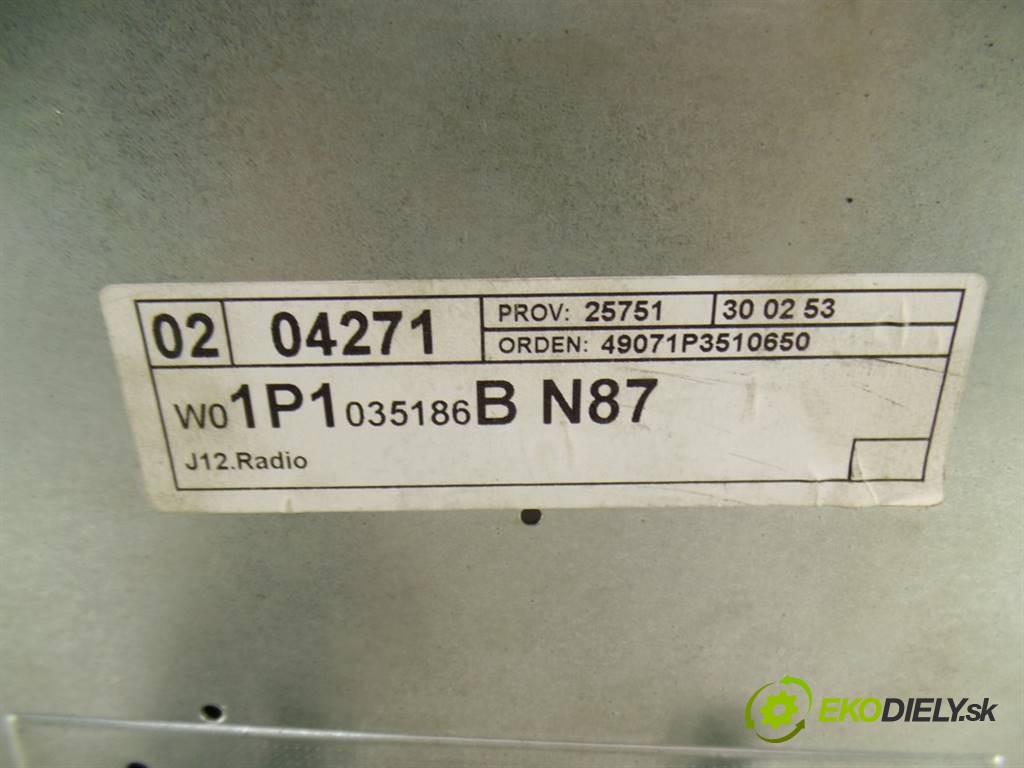 02 04271 PROV: 25751 30 02 53
ORDEN: 49071P3510650
W01P1035186B N87
J12.Radio
EKODIELY.sk